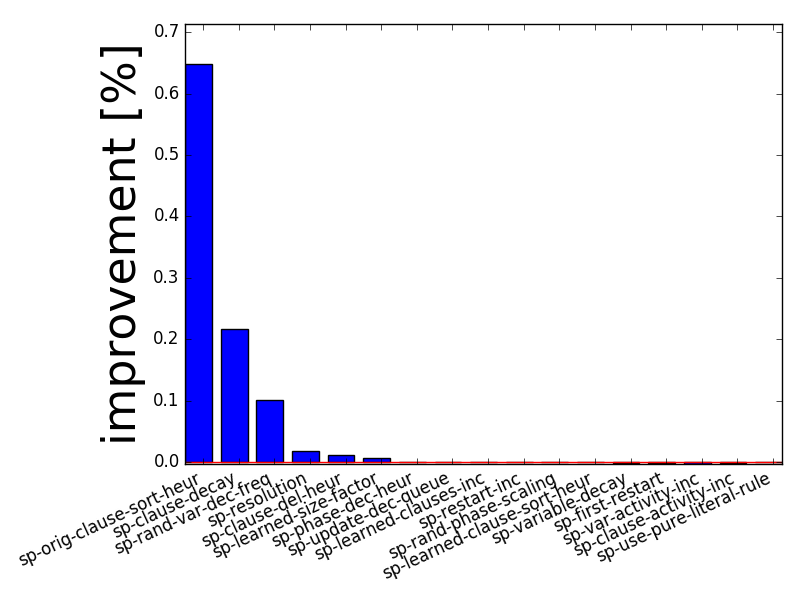 improvement [%]
0.7
0.6
0.5
0.4
0.3
0.2
0.1
0.0
sp-orig-clause-sort-heur
sp-clause-decay
sp-rand-var-dec-freq
sp-resolution
sp-clause-del-heur
sp-learned-size-factor
sp-phase-dec-heur
sp-update-dec-queue
sp-learned-clauses-inc
sp-restart-inc
sp-rand-phase-scaling
sp-learned-clause-sort-heur
sp-variable-decay
sp-first-restart
sp-var-activity-inc
sp-clause-activity-inc
sp-use-pure-literal-rule